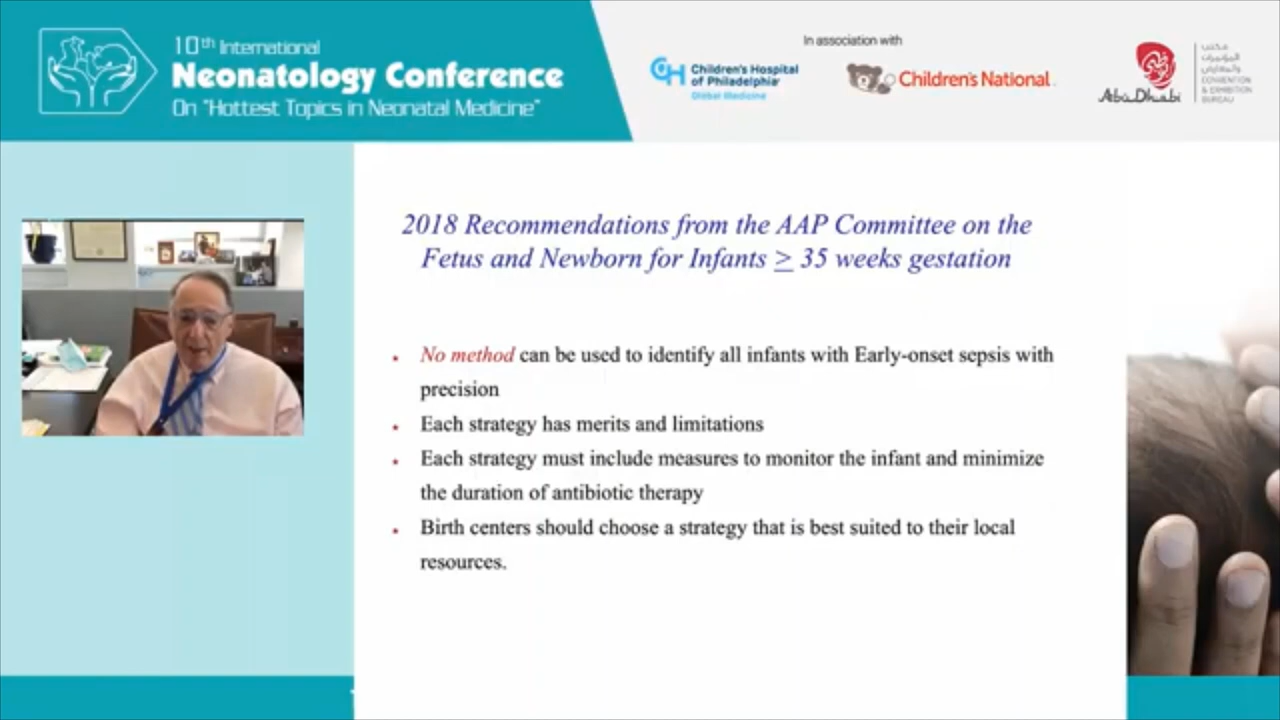 10th International
Neonatology Conference
On "Hottest Topics in Neonatal Medicine"
In association with
CH Children's Hospital
of Philadelphia
Global Medicine
Children's National
Abu Dhabi
مكتب
المؤتمرات
والمعارض
CONVENTION
& EXHIBITION
BUREAU
2018 Recommendations from the AAP Committee on the
Fetus and Newborn for Infants ≥ 35 weeks gestation
• No method can be used to identify all infants with Early-onset sepsis with
precision
• Each strategy has merits and limitations
• Each strategy must include measures to monitor the infant and minimize
the duration of antibiotic therapy
• Birth centers should choose a strategy that is best suited to their local
resources.